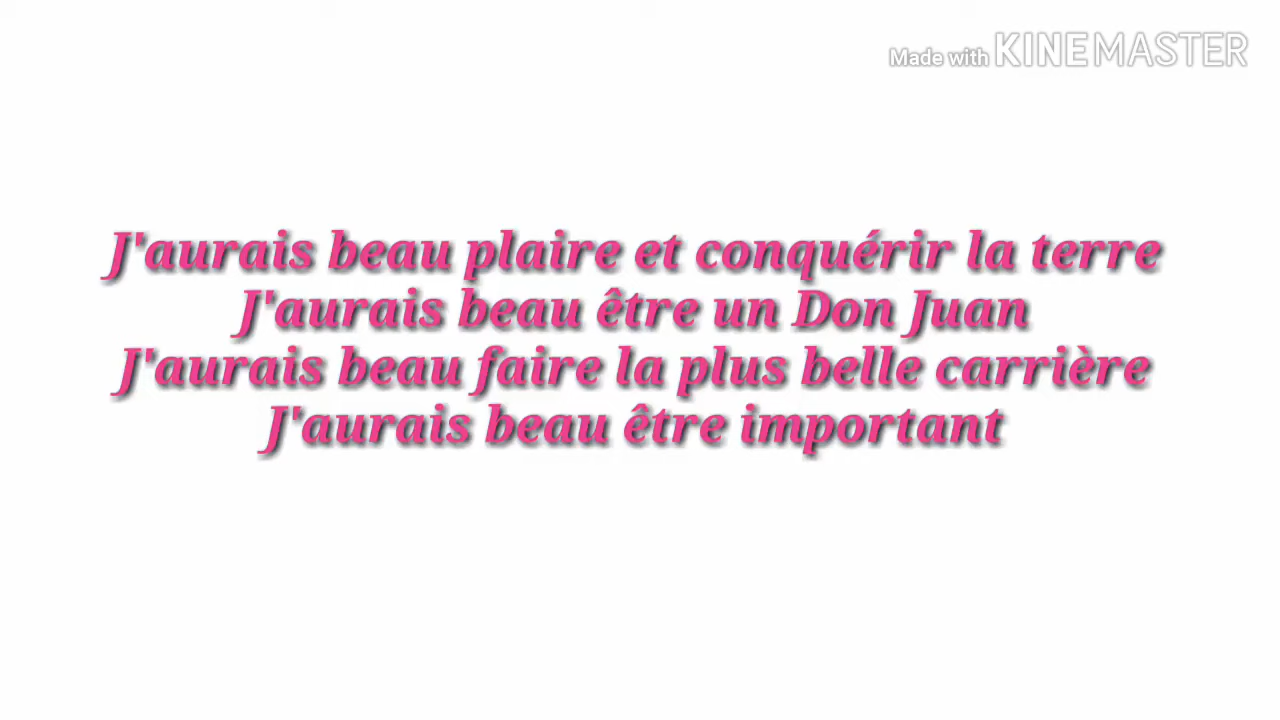 Made with KINEMASTER
J'aurais beau plaire et conquérir la terre
J'aurais beau être un Don Juan
J'aurais beau faire la plus belle carrière
J'aurais beau être important